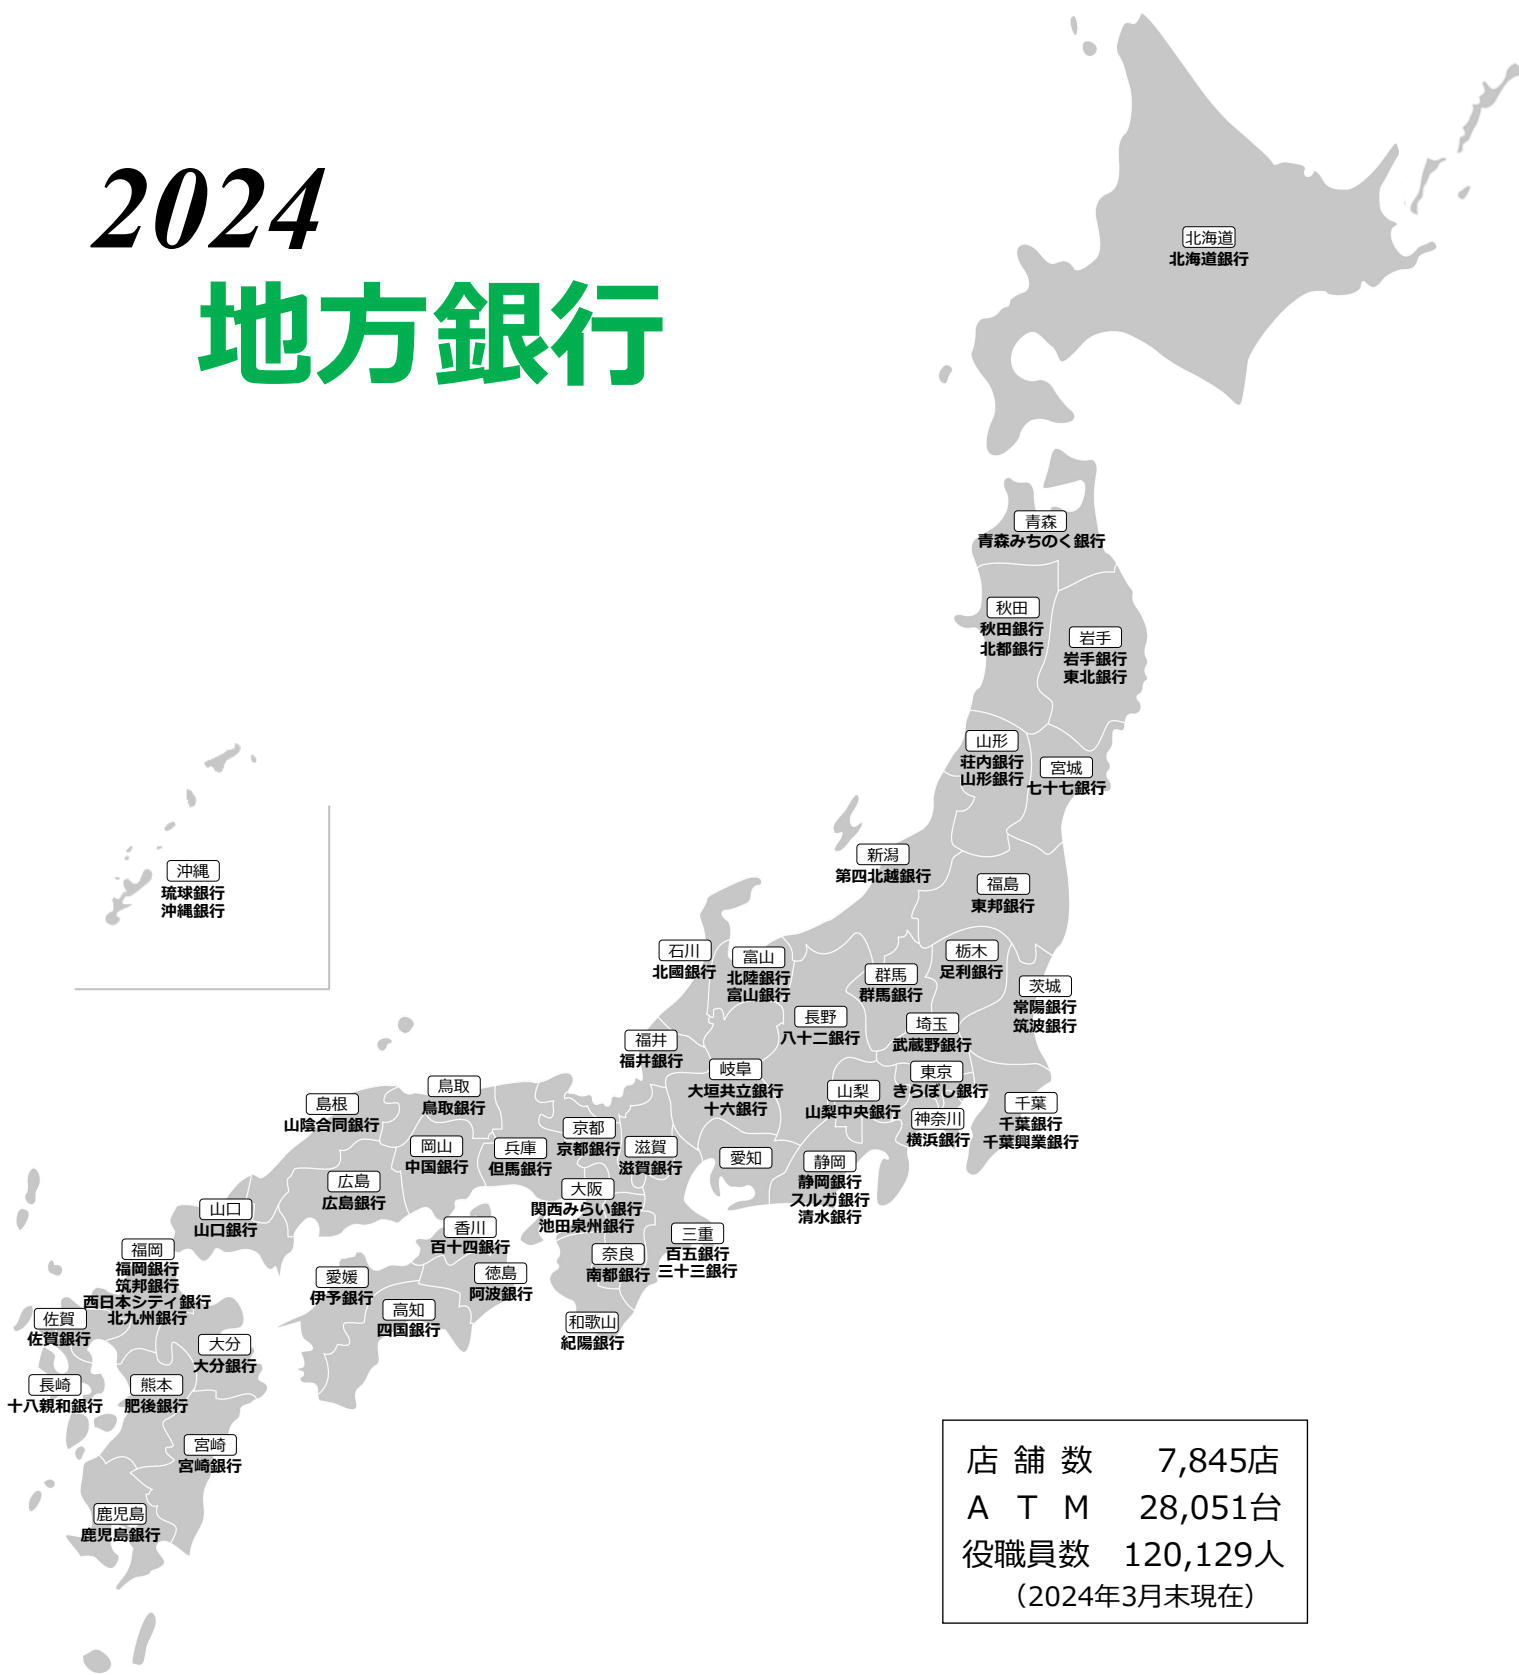 2024
地方銀行
北海道
北海道銀行
青森
青森みちのく銀行
秋田
秋田銀行
北都銀行
岩手
岩手銀行
東北銀行
山形
荘内銀行
山形銀行
宮城
七十七銀行
新潟
第四北越銀行
福島
東邦銀行
沖縄
琉球銀行
沖縄銀行
石川
北國銀行
富山
北陸銀行
富山銀行
群馬
群馬銀行
栃木
足利銀行
茨城
常陽銀行
筑波銀行
長野
八十二銀行
埼玉
武蔵野銀行
福井
福井銀行
岐阜
大垣共立銀行
十六銀行
山梨
山梨中央銀行
東京
きらぼし銀行
神奈川
横浜銀行
千葉
千葉銀行
千葉興業銀行
島根
山陰合同銀行
鳥取
鳥取銀行
岡山
中国銀行
兵庫
但馬銀行
京都
京都銀行
滋賀
滋賀銀行
愛知
静岡
静岡銀行
スルガ銀行
清水銀行
広島
広島銀行
山口
山口銀行
大阪
関西みらい銀行
池田泉州銀行
香川
百十四銀行
奈良
南都銀行
三重
百五銀行
三十三銀行
福岡
福岡銀行
筑邦銀行
西日本シティ銀行
北九州銀行
愛媛
伊予銀行
徳島
阿波銀行
高知
四国銀行
和歌山
紀陽銀行
佐賀
佐賀銀行
大分
大分銀行
長崎
十八親和銀行
熊本
肥後銀行
宮崎
宮崎銀行
鹿児島
鹿児島銀行
店 舗 数 7,845店
A T M 28,051台
役職員数 120,129人
（2024年3月末現在）